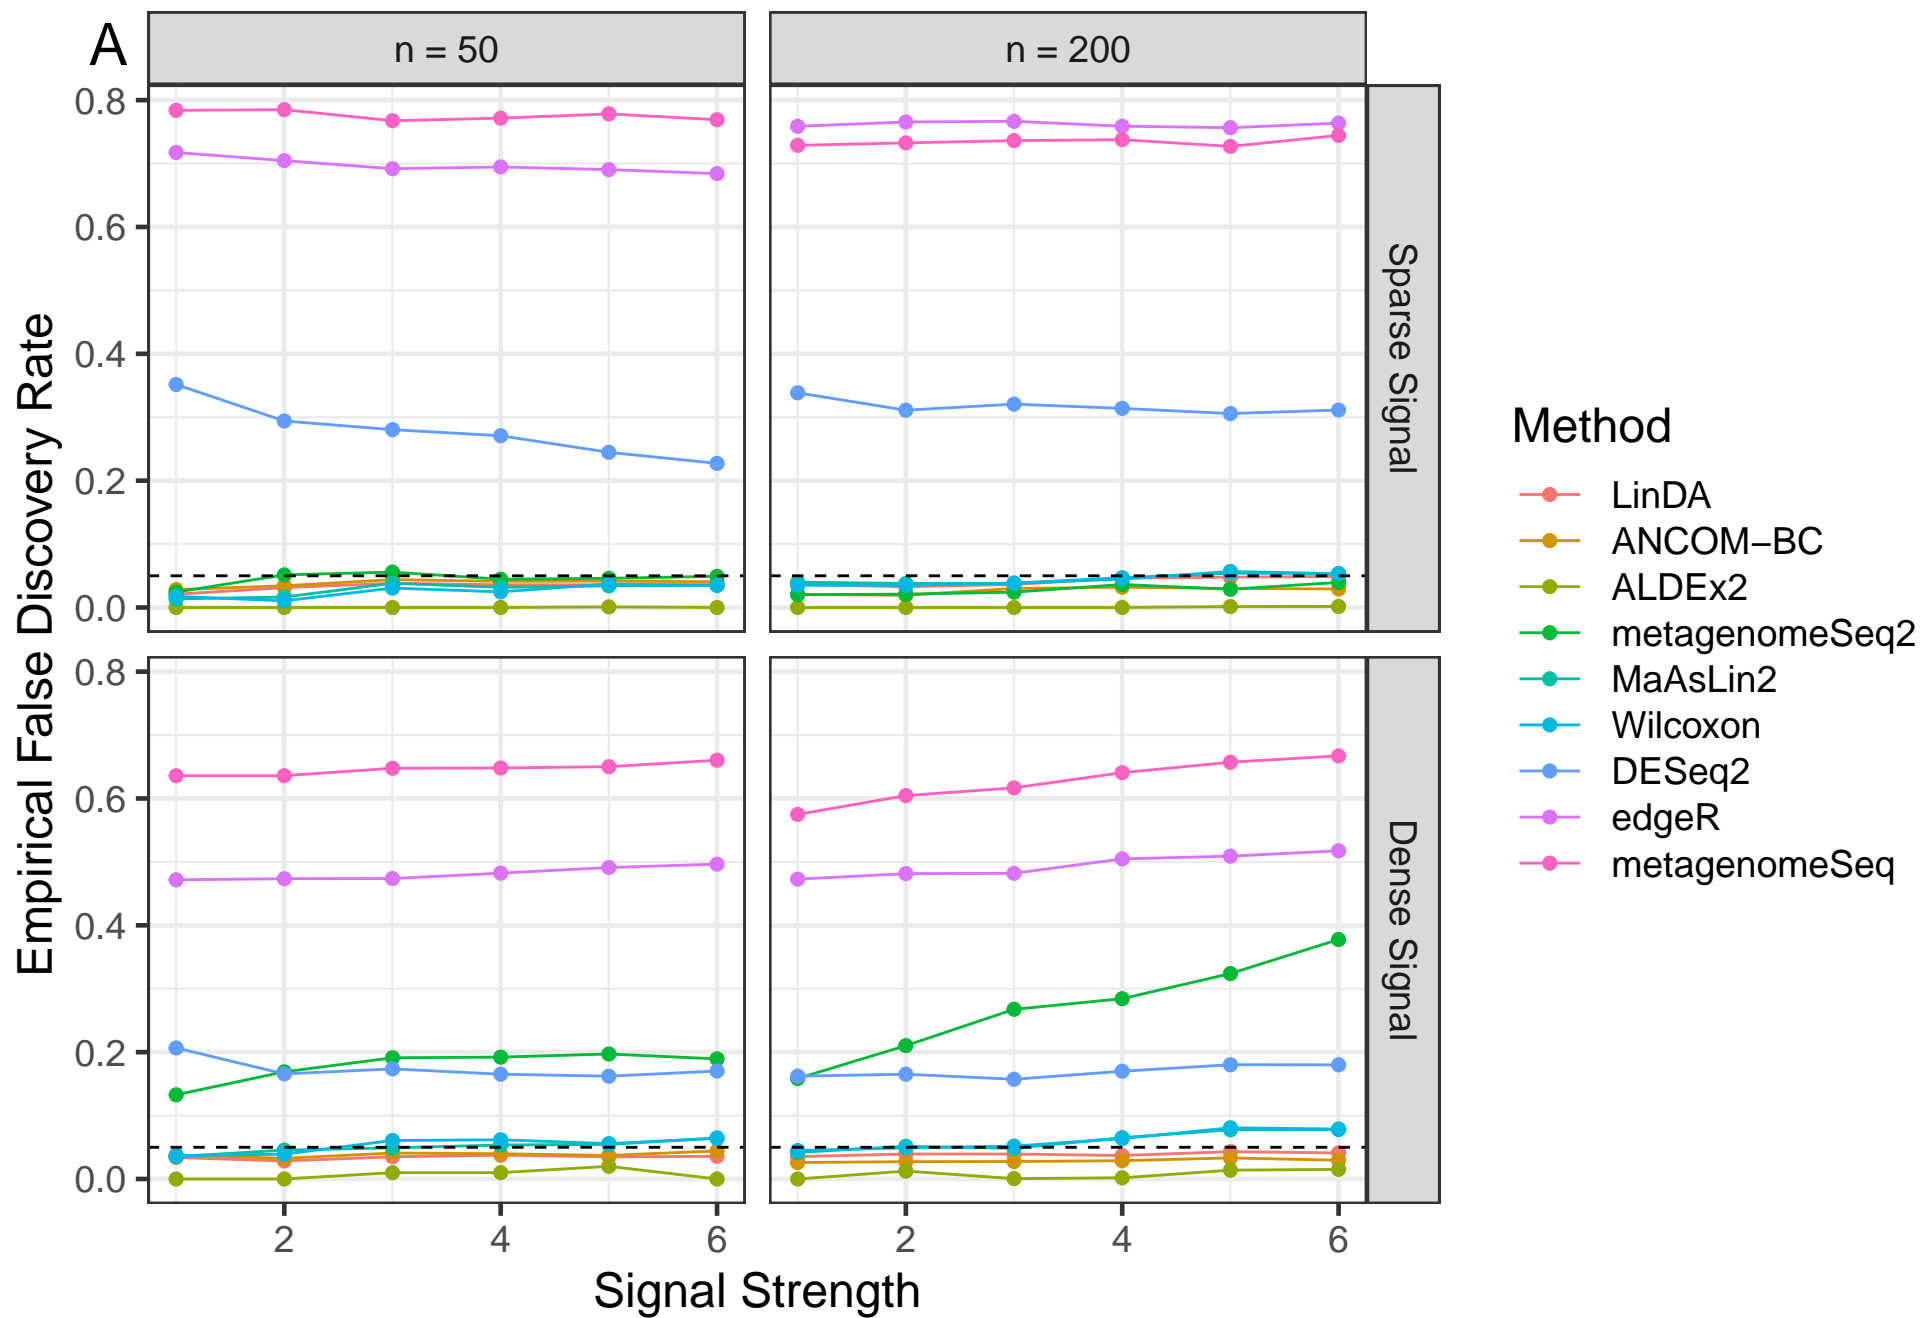 A
n = 50
n = 200
Empirical False Discovery Rate
0.8
0.6
0.4
0.2
0.0
Sparse Signal
0.8
0.6
0.4
0.2
0.0
Dense Signal
2
4
6
2
4
6
Signal Strength
Method
LinDA
ANCOM−BC
ALDEx2
metagenomeSeq2
MaAsLin2
Wilcoxon
DESeq2
edgeR
metagenomeSeq